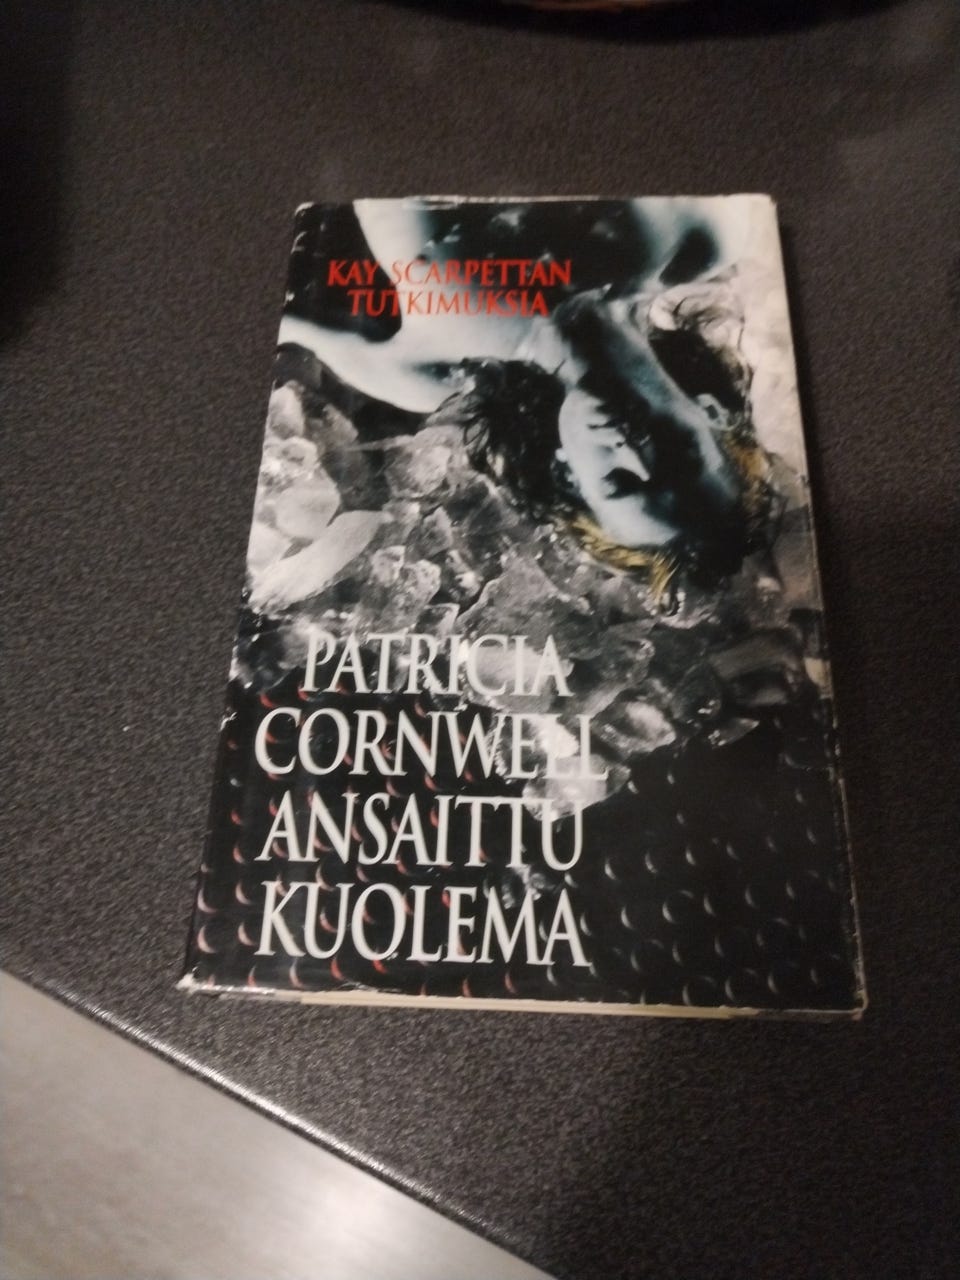 KAY SCARPETTAN
TUTKIMUKSIA
PATRICIA
CORNWELL
ANSAITTU
KUOLEMA